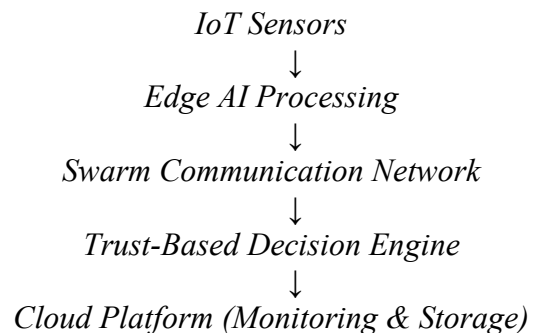 IoT Sensors
↓
Edge AI Processing
↓
Swarm Communication Network
↓
Trust-Based Decision Engine
↓
Cloud Platform (Monitoring & Storage)